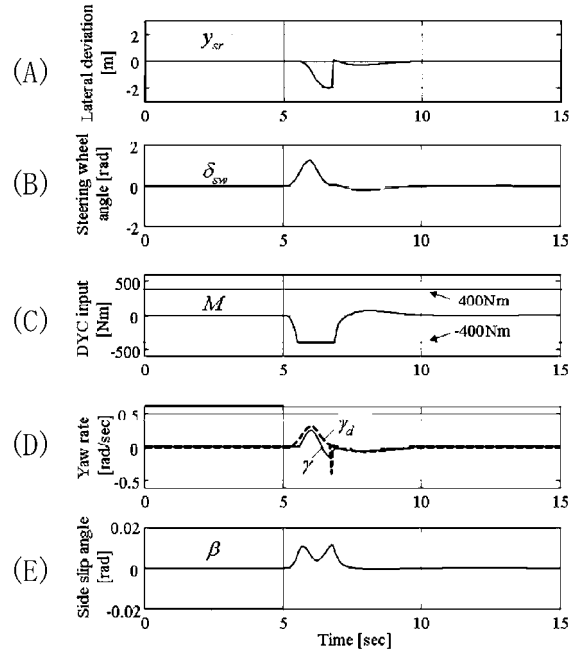 (A)
Lateral deviation
[m]
2
0
-2
y_sr
0
5
10
15
(B)
Steering wheel
angle [rad]
2
0
-2
δ_sw
0
5
10
15
(C)
DYC input
[Nm]
500
0
-500
M
400Nm
-400Nm
0
5
10
15
(D)
Yaw rate
[rad/sec]
0.5
0
-0.5
γ_d
γ
0
5
10
15
(E)
Side slip angle
[rad]
0.02
0
-0.02
β
0
5
10
15
Time [sec]